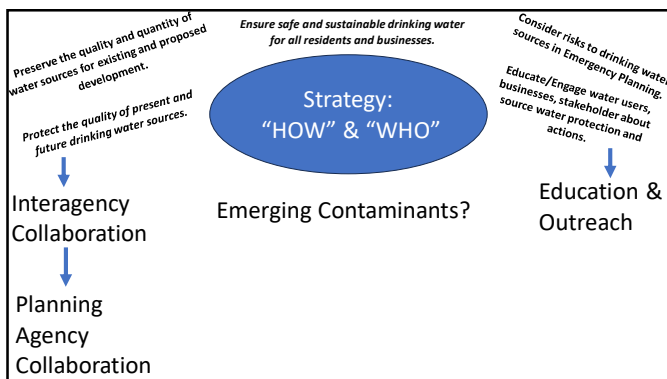 Preserve the quality and quantity of
water sources for existing and proposed
development.
Protect the quality of present and
future drinking water sources.
Interagency
Collaboration
Planning
Agency
Collaboration
Ensure safe and sustainable drinking water
for all residents and businesses.
Strategy:
“HOW” & “WHO”
Emerging Contaminants?
Consider risks to drinking water
sources in Emergency Planning.
Educate/Engage water users,
businesses, stakeholder about
source water protection and
actions.
Education &
Outreach